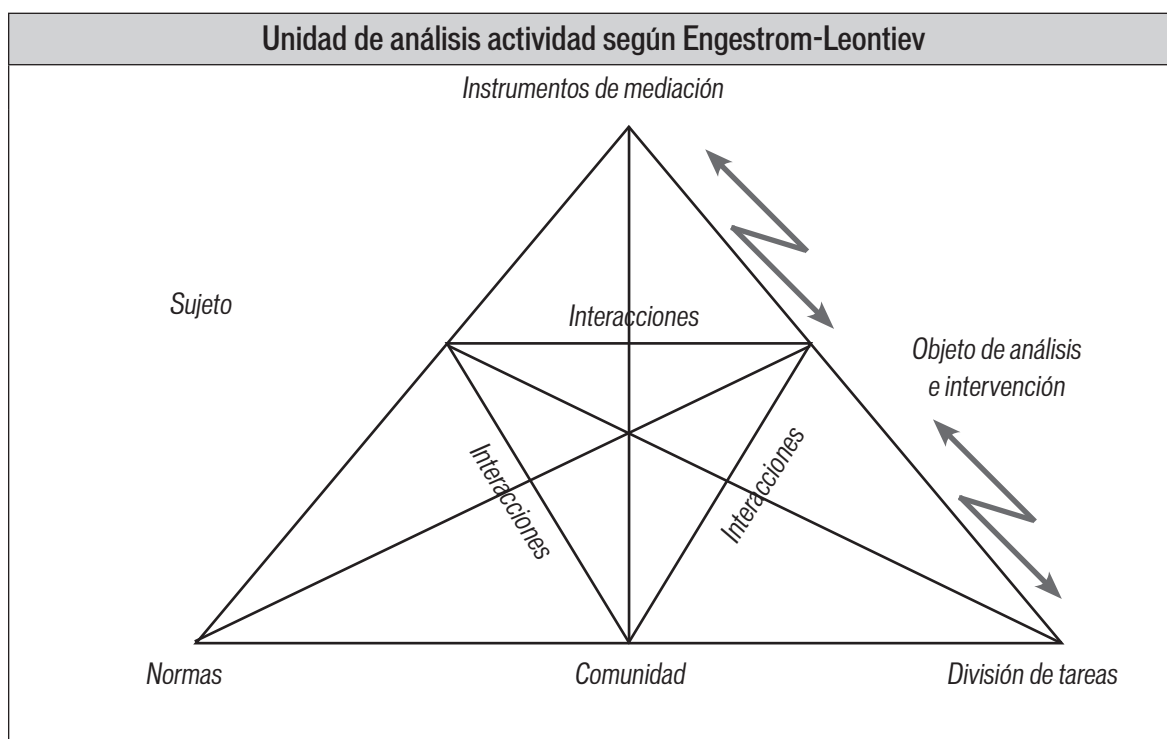 Unidad de análisis actividad según Engestrom-Leontiev
Instrumentos de mediación
Sujeto
Interacciones
Objeto de análisis
e intervención
Interacciones
Interacciones
Normas
Comunidad
División de tareas